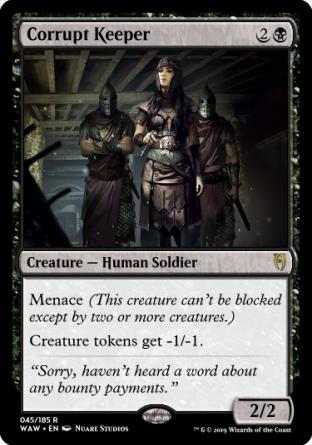 Corrupt Keeper 2
Creature — Human Soldier
Menace (This creature can't be blocked
except by two or more creatures.)
Creature tokens get -1/-1.
“Sorry, haven't heard a word about
any bounty payments.”
2/2
045/185 R
WAW • EN NUARE STUDIOS
™ & © 2019 Wizards of the Coast